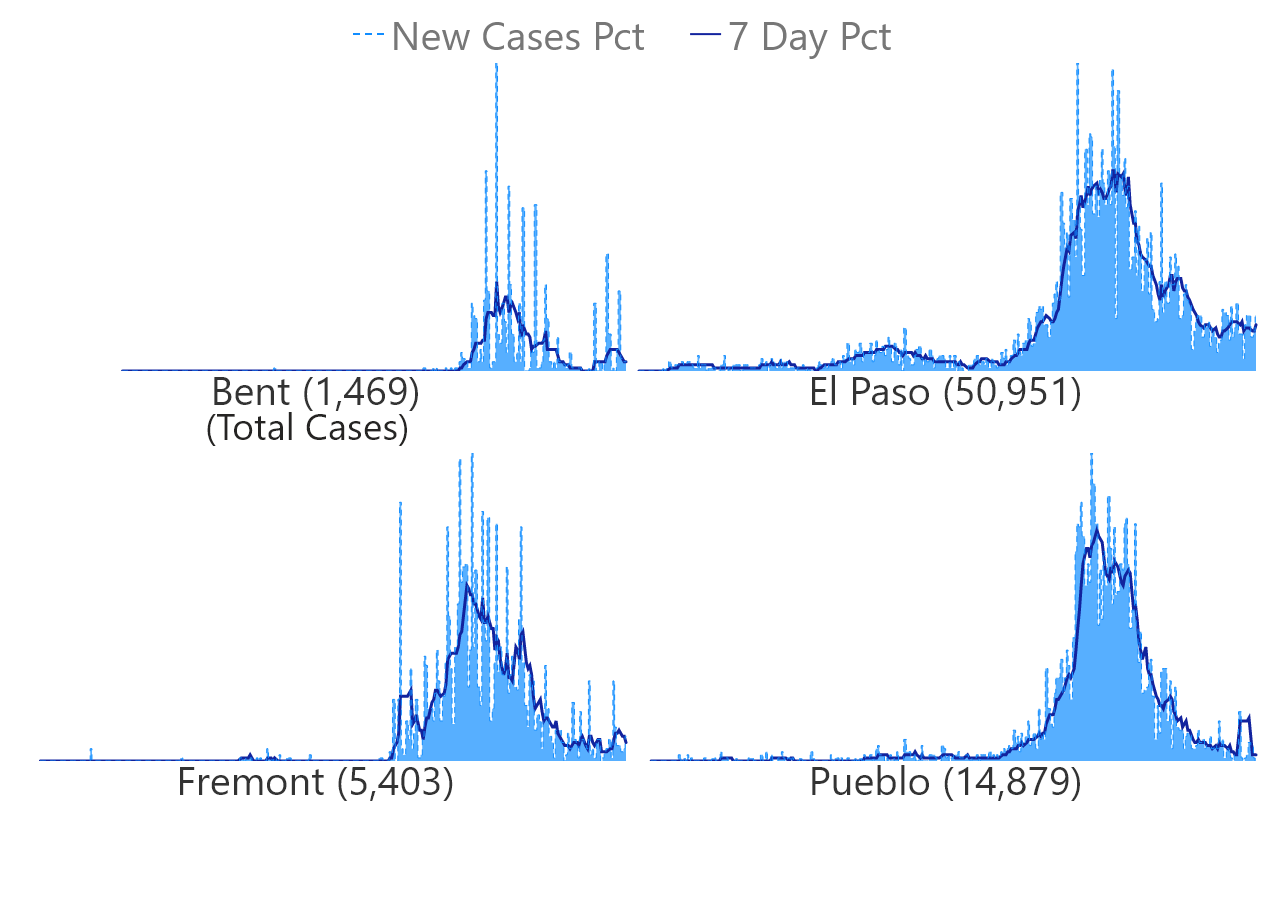 New Cases Pct 7 Day Pct
Bent (1,469)
(Total Cases)
El Paso (50,951)
Fremont (5,403)
Pueblo (14,879)